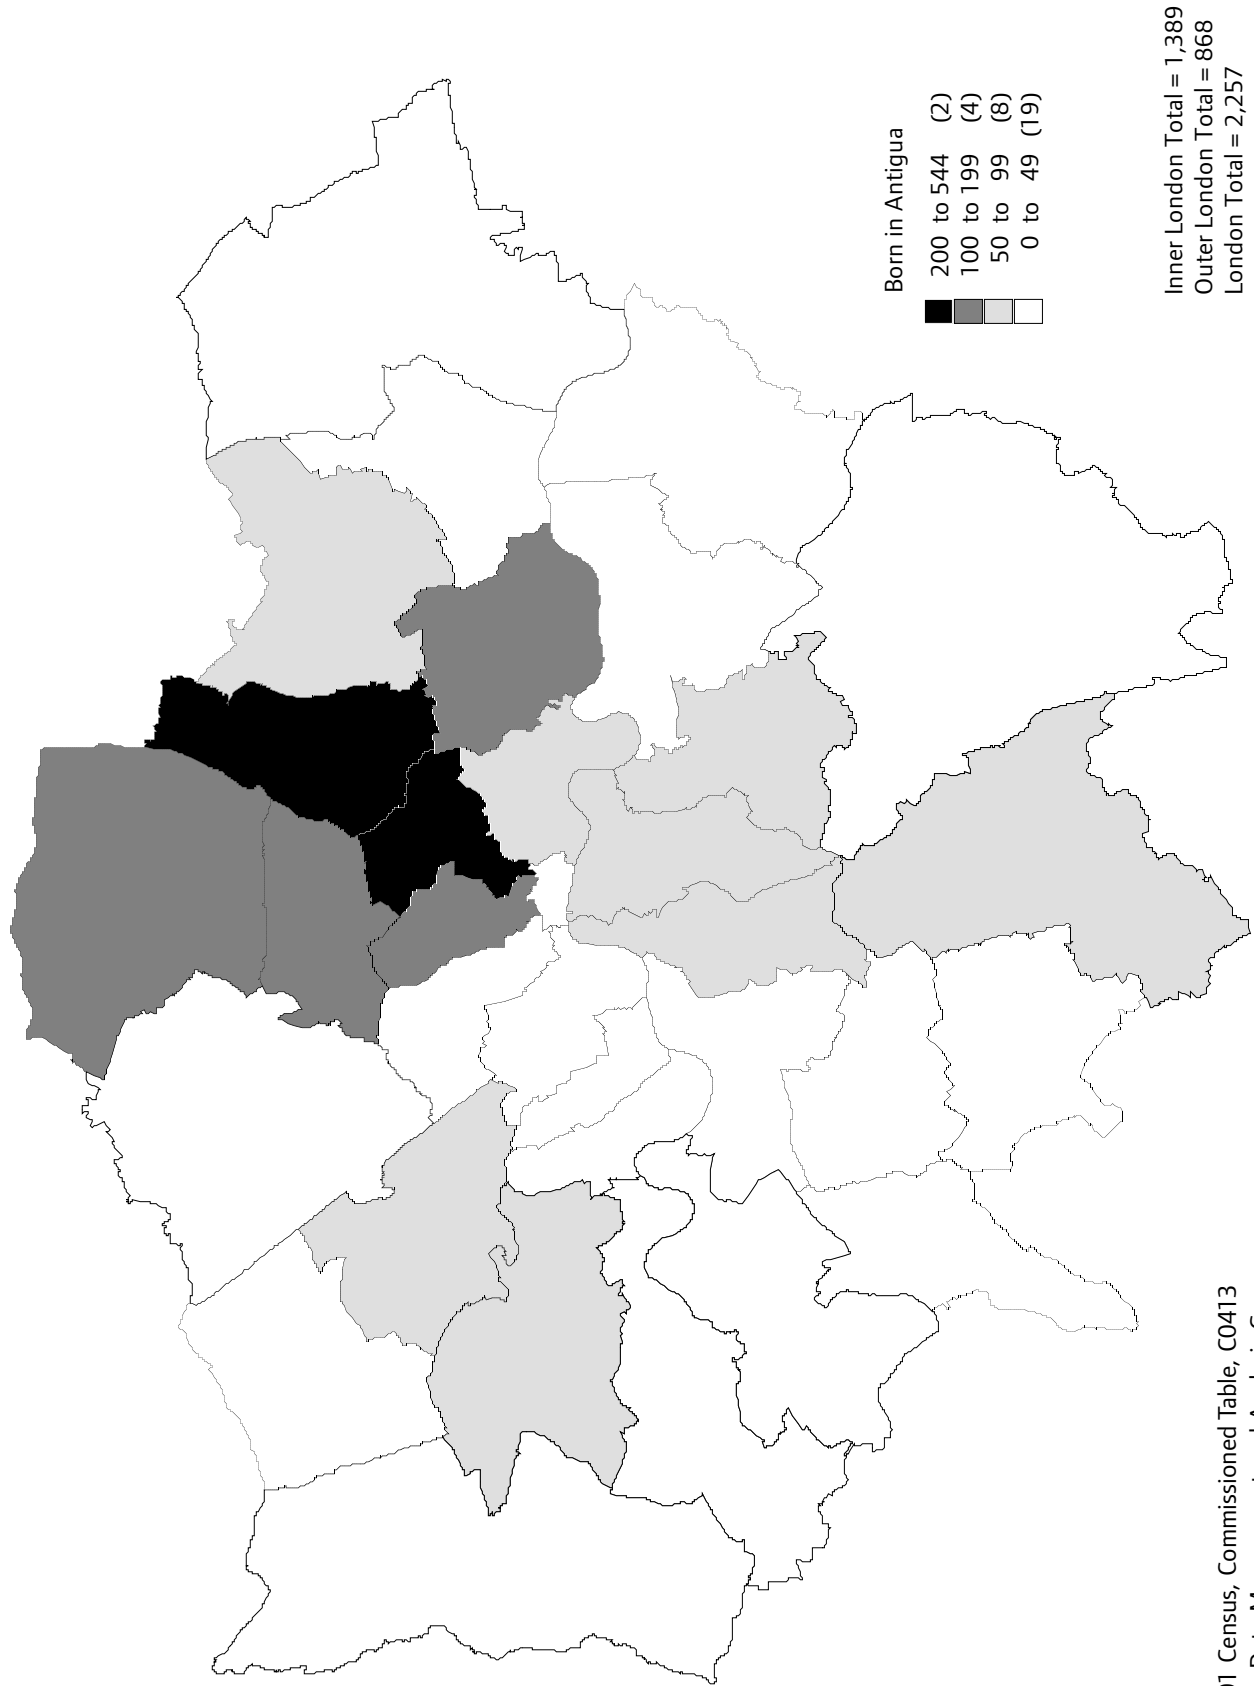 Born in Antigua
200 to 544 (2)
100 to 199 (4)
50 to 99 (8)
0 to 49 (19)
Inner London Total = 1,389
Outer London Total = 868
London Total = 2,257
Census, Commissioned Table, C0413